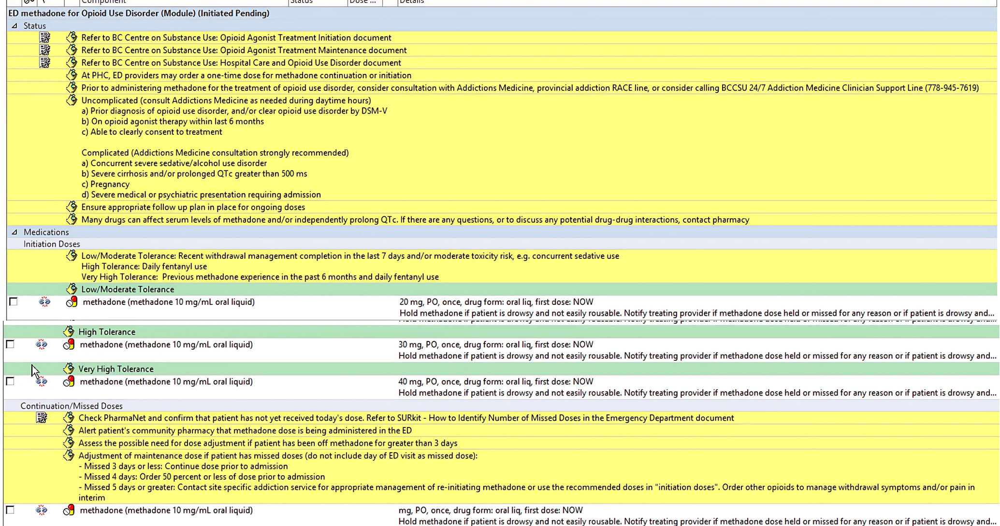 Component Status Dose ... Details
ED methadone for Opioid Use Disorder (Module) (Initiated Pending)
Status
Refer to BC Centre on Substance Use: Opioid Agonist Treatment Initiation document
Refer to BC Centre on Substance Use: Opioid Agonist Treatment Maintenance document
Refer to BC Centre on Substance Use: Hospital Care and Opioid Use Disorder document
At PHC, ED providers may order a one-time dose for methadone continuation or initiation
Prior to administering methadone for the treatment of opioid use disorder, consider consultation with Addictions Medicine, provincial addiction RACE line, or consider calling BCCSU 24/7 Addiction Medicine Clinician Support Line (778-945-7619)
Uncomplicated (consult Addictions Medicine as needed during daytime hours)
a) Prior diagnosis of opioid use disorder, and/or clear opioid use disorder by DSM-V
b) On opioid agonist therapy within last 6 months
c) Able to clearly consent to treatment
Complicated (Addictions Medicine consultation strongly recommended)
a) Concurrent severe sedative/alcohol use disorder
b) Severe cirrhosis and/or prolonged QTc greater than 500 ms
c) Pregnancy
d) Severe medical or psychiatric presentation requiring admission
Ensure appropriate follow up plan in place for ongoing doses
Many drugs can affect serum levels of methadone and/or independently prolong QTc. If there are any questions, or to discuss any potential drug-drug interactions, contact pharmacy
Medications
Initiation Doses
Low/Moderate Tolerance: Recent withdrawal management completion in the last 7 days and/or moderate toxicity risk, e.g. concurrent sedative use
High Tolerance: Daily fentanyl use
Very High Tolerance: Previous methadone experience in the past 6 months and daily fentanyl use
Low/Moderate Tolerance
methadone (methadone 10 mg/mL oral liquid) 20 mg, PO, once, drug form: oral liq, first dose: NOW
Hold methadone if patient is drowsy and not easily rousable. Notify treating provider if methadone dose held or missed for any reason or if patient is drowsy and...
Hold methadone if patient is drowsy and not easily rousable. Notify treating provider if methadone dose held or missed for any reason or if patient is drowsy and...
High Tolerance
methadone (methadone 10 mg/mL oral liquid) 30 mg, PO, once, drug form: oral liq, first dose: NOW
Hold methadone if patient is drowsy and not easily rousable. Notify treating provider if methadone dose held or missed for any reason or if patient is drowsy and...
Very High Tolerance
methadone (methadone 10 mg/mL oral liquid) 40 mg, PO, once, drug form: oral liq, first dose: NOW
Hold methadone if patient is drowsy and not easily rousable. Notify treating provider if methadone dose held or missed for any reason or if patient is drowsy and...
Continuation/Missed Doses
Check PharmaNet and confirm that patient has not yet received today's dose. Refer to SURkit - How to Identify Number of Missed Doses in the Emergency Department document
Alert patient's community pharmacy that methadone dose is being administered in the ED
Assess the possible need for dose adjustment if patient has been off methadone for greater than 3 days
Adjustment of maintenance dose if patient has missed doses (do not include day of ED visit as missed dose):
- Missed 3 days or less: Continue dose prior to admission
- Missed 4 days: Order 50 percent or less of dose prior to admission
- Missed 5 days or greater: Contact site specific addiction service for appropriate management of re-initiating methadone or use the recommended doses in "initiation doses". Order other opioids to manage withdrawal symptoms and/or pain in
interim
methadone (methadone 10 mg/mL oral liquid) mg, PO, once, drug form: oral liq, first dose: NOW
Hold methadone if patient is drowsy and not easily rousable. Notify treating provider if methadone dose held or missed for any reason or if patient is drowsy and...